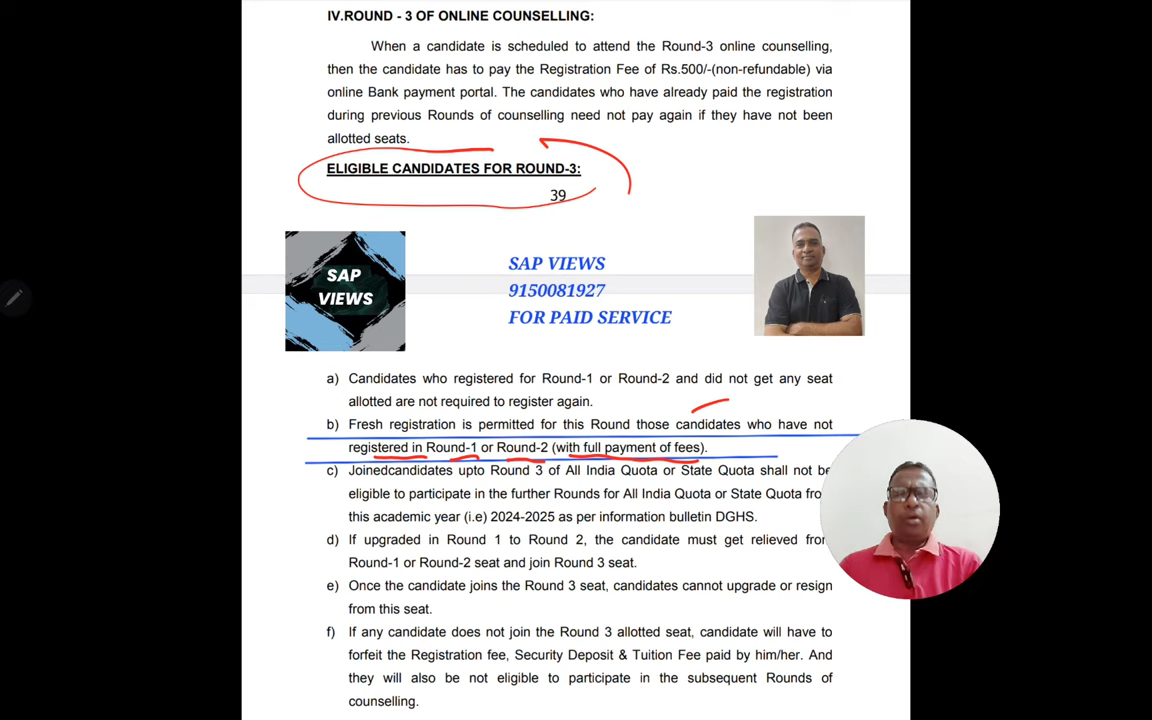 IV.ROUND - 3 OF ONLINE COUNSELLING:
When a candidate is scheduled to attend the Round-3 online counselling,
then the candidate has to pay the Registration Fee of Rs.500/-(non-refundable) via
online Bank payment portal. The candidates who have already paid the registration
during previous Rounds of counselling need not pay again if they have not been
allotted seats.
ELIGIBLE CANDIDATES FOR ROUND-3:
39
SAP
VIEWS
SAP VIEWS
9150081927
FOR PAID SERVICE
a) Candidates who registered for Round-1 or Round-2 and did not get any seat
allotted are not required to register again.
b) Fresh registration is permitted for this Round those candidates who have not
registered in Round-1 or Round-2 (with full payment of fees).
c) Joinedcandidates upto Round 3 of All India Quota or State Quota shall not be
eligible to participate in the further Rounds for All India Quota or State Quota fro
this academic year (i.e) 2024-2025 as per information bulletin DGHS.
d) If upgraded in Round 1 to Round 2, the candidate must get relieved fro
Round-1 or Round-2 seat and join Round 3 seat.
e) Once the candidate joins the Round 3 seat, candidates cannot upgrade or resign
from this seat.
f) If any candidate does not join the Round 3 allotted seat, candidate will have to
forfeit the Registration fee, Security Deposit & Tuition Fee paid by him/her. And
they will also be not eligible to participate in the subsequent Rounds of
counselling.